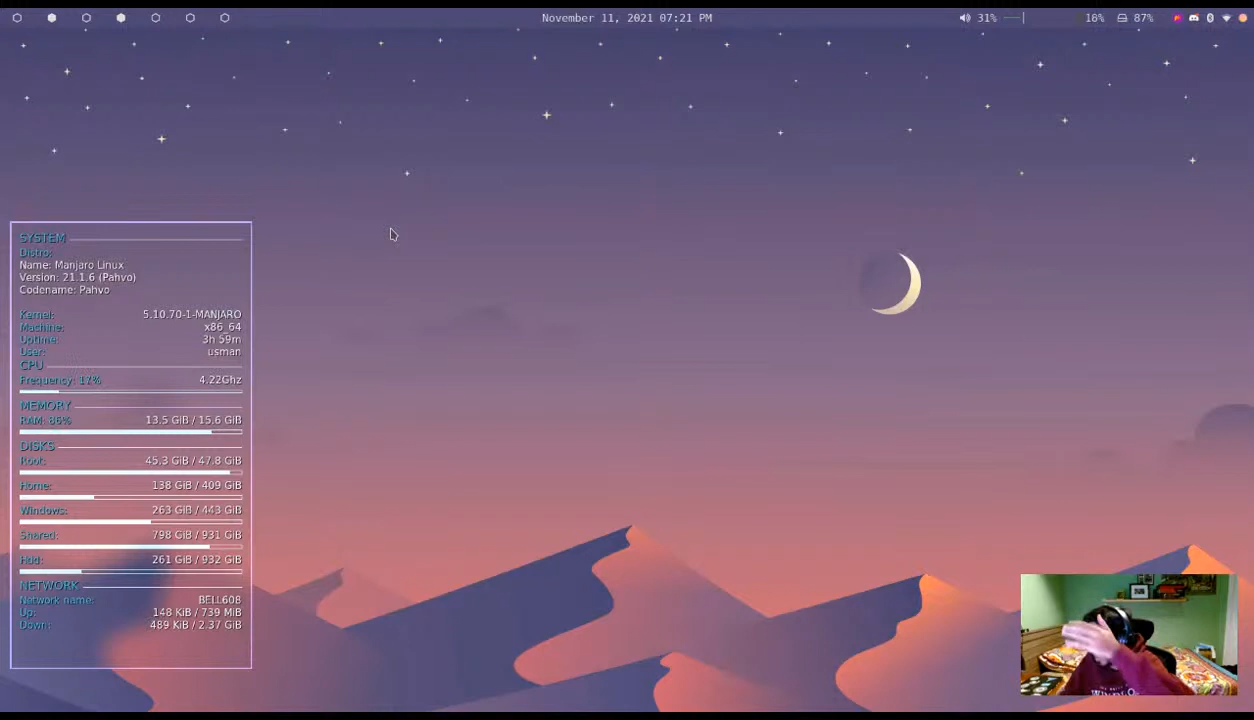 November 11, 2021 07:21 PM
31%
18%
87%
SYSTEM
Distro:
Name: Manjaro Linux
Version: 21.1.6 (Pahvo)
Codename: Pahvo
Kernel: 5.10.70-1-MANJARO
Machine: x86_64
Uptime: 3h 59m
User: usman
CPU
Frequency: 17% 4.22Ghz
MEMORY
RAM: 86% 13.5 GiB / 15.6 GiB
DISKS
Root: 45.3 GiB / 47.8 GiB
Home: 138 GiB / 409 GiB
Windows: 263 GiB / 443 GiB
Shared: 798 GiB / 931 GiB
Hdd: 261 GiB / 932 GiB
NETWORK
Network name: BELL608
Up: 148 KiB / 739 MiB
Down: 489 KiB / 2.37 GiB